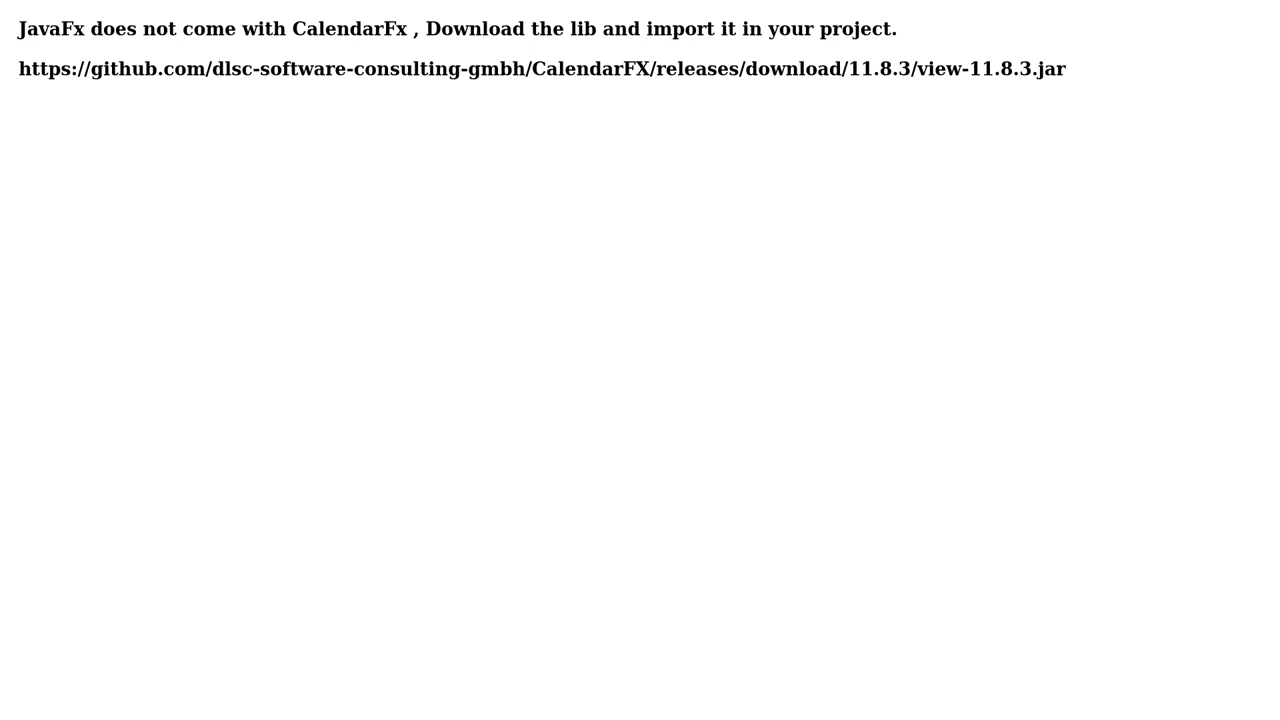 JavaFx does not come with CalendarFx , Download the lib and import it in your project.
https://github.com/dlsc-software-consulting-gmbh/CalendarFX/releases/download/11.8.3/view-11.8.3.jar